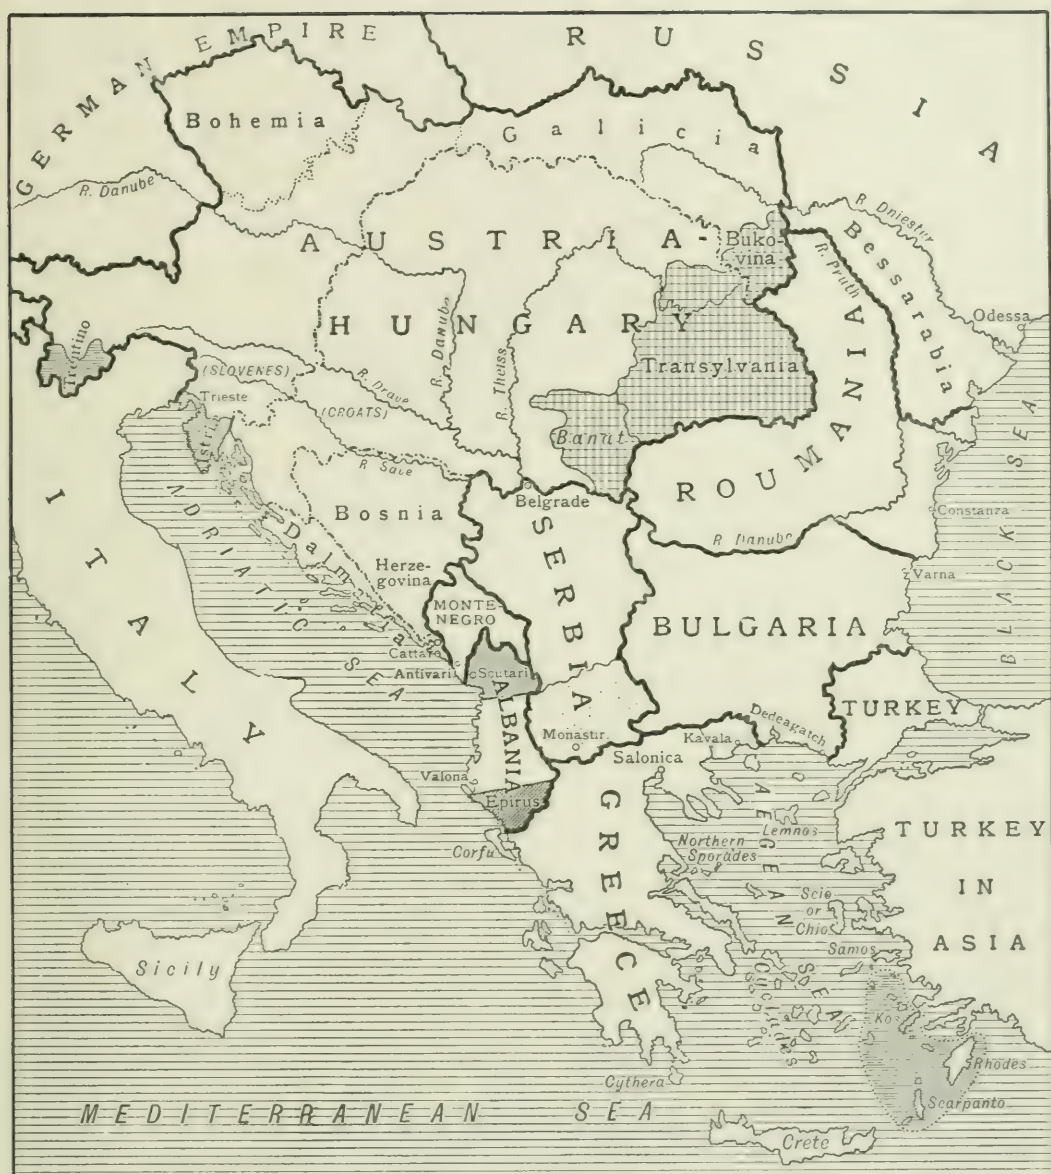 GERMAN EMPIRE
RUSSIA
Bohemia
Galicia
R. Danube
R. Dniester
AUSTRIA-
HUNGARY
Buko-
vina
R. Pruth
Bessarabia
Odessa
Trentino
(SLOVENES)
Trieste
Istria
(CROATS)
R. Drave
R. Danube
R. Theiss
Transylvania
Banat
ROUMANIA
R. Save
Belgrade
Bosnia
Herze-
govina
Dalmatia
SERBIA
R. Danube
Constanza
Varna
BLACK SEA
ITALY
ADRIATIC
SEA
MONTE-
NEGRO
Cattaro
Antivari
Scutari
ALBANIA
BULGARIA
Monastir
Kavala
Dedeagatch
TURKEY
Salonica
Valona
Epirus
Corfu
GREECE
AEGEAN
SEA
Lemnos
Northern
Sporades
Scio
or
Chios
Samos
TURKEY
IN
ASIA
Sicily
Cyclades
Kos
Rhodes
Scarpanto
Cythera
Crete
MEDITERRANEAN SEA